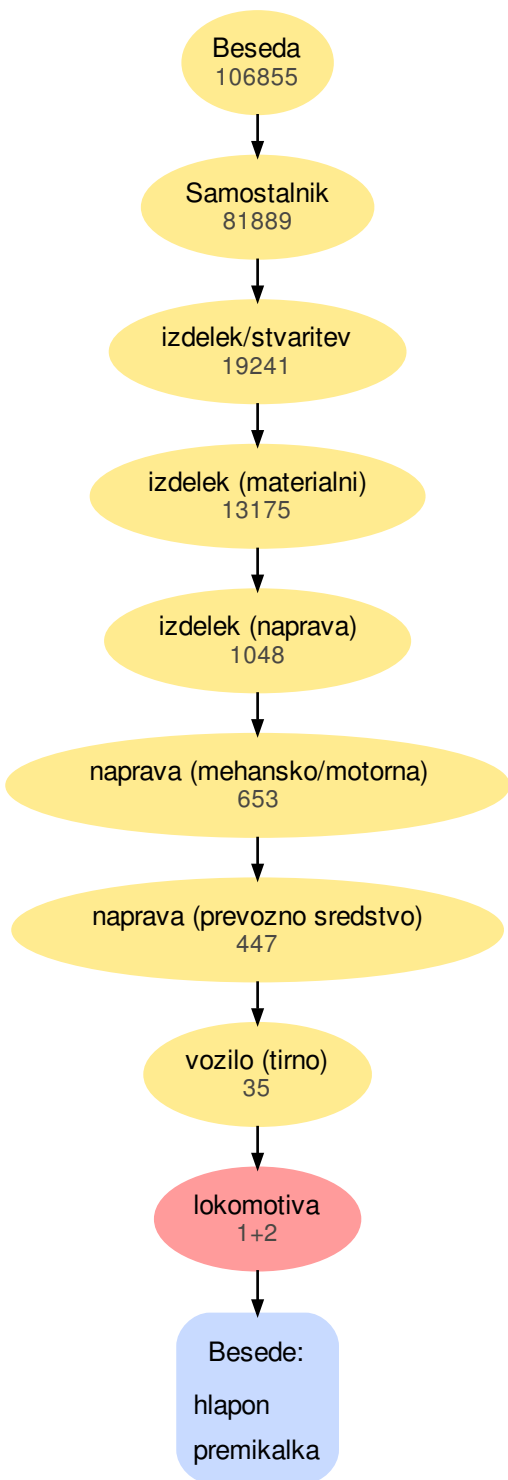 Beseda
106855
Samostalnik
81889
izdelek/stvaritev
19241
izdelek (materialni)
13175
izdelek (naprava)
1048
naprava (mehansko/motorna)
653
naprava (prevozno sredstvo)
447
vozilo (tirno)
35
lokomotiva
1+2
Besede:
hlapon
premikalka